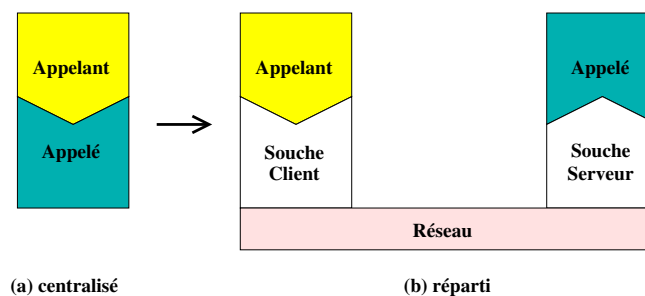 Appelant
Appelé
Appelant
Souche
Client
Appelé
Souche
Serveur
Réseau
(a) centralisé
(b) réparti